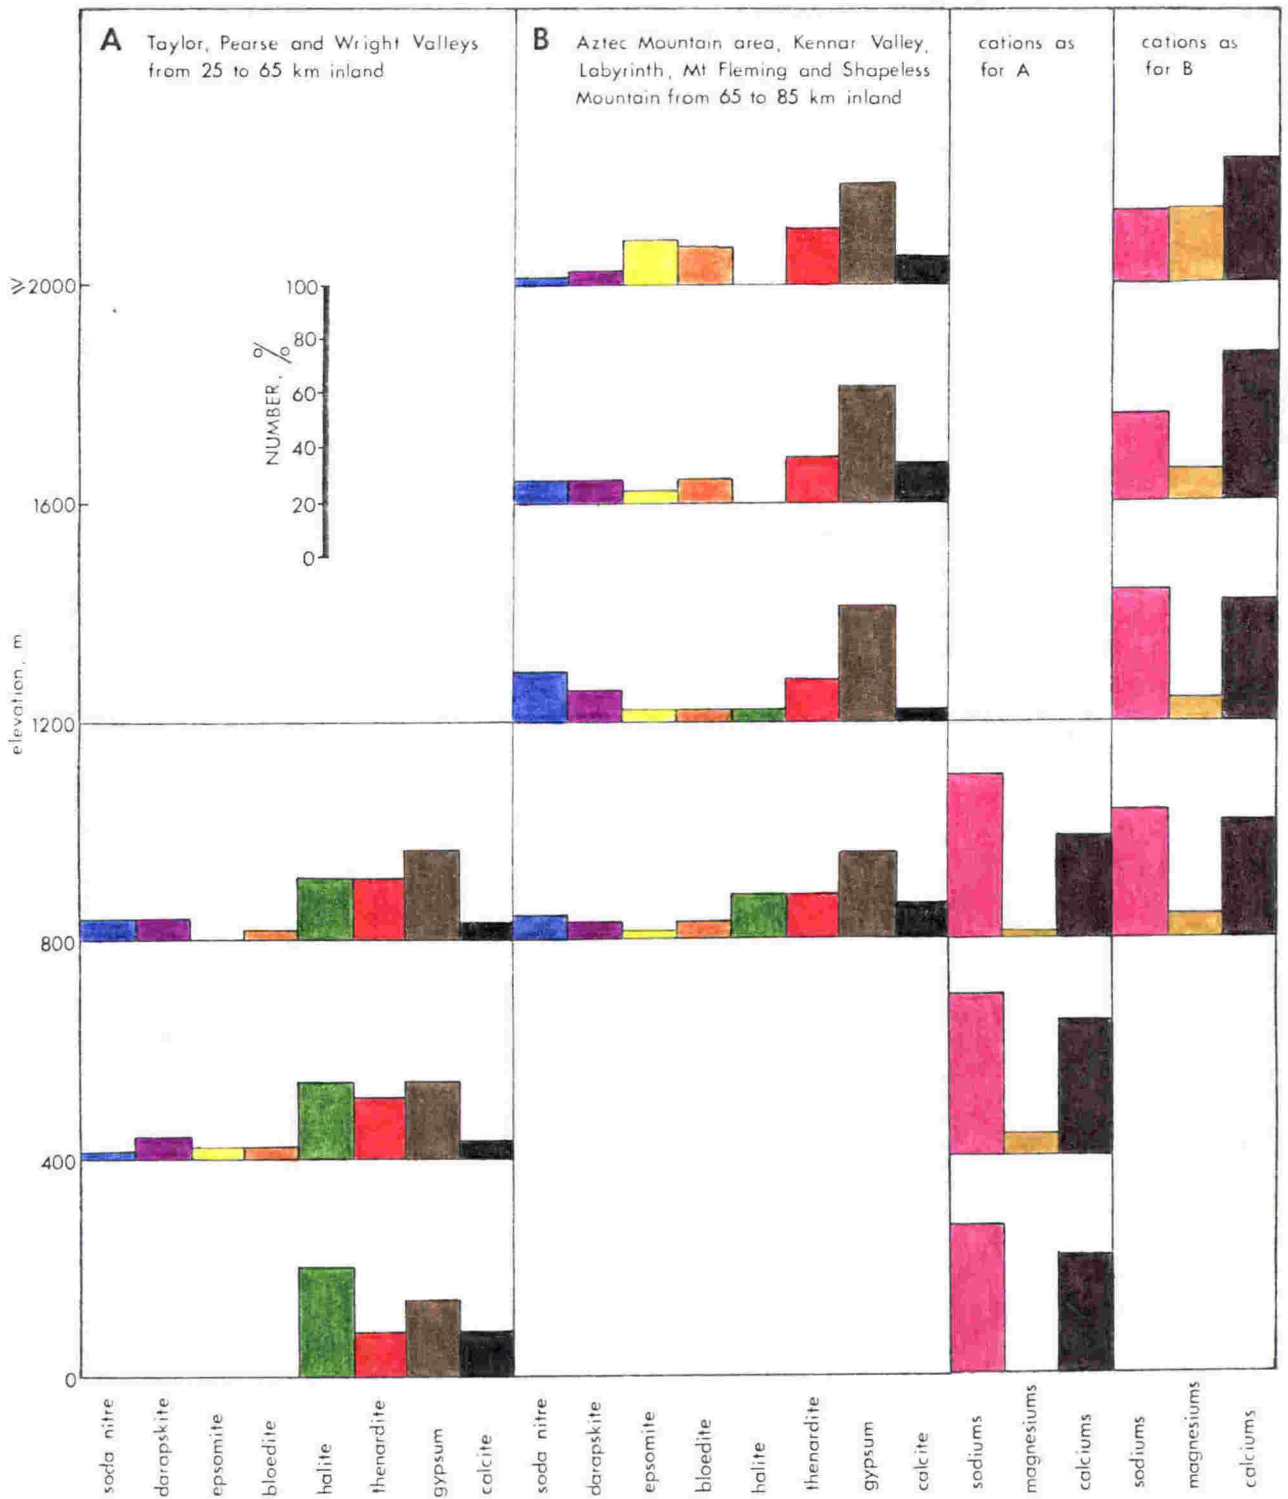 A Taylor, Pearse and Wright Valleys
from 25 to 65 km inland
B Aztec Mountain area, Kennar Valley,
Labyrinth, Mt Fleming and Shapeless
Mountain from 65 to 85 km inland
cations as
for A
cations as
for B
⩾2000
1600
1200
800
400
0
elevation, m
100
80
60
40
20
0
NUMBER, %
soda nitre
darapskite
epsomite
bloedite
halite
thenardite
gypsum
calcite
soda nitre
darapskite
epsomite
bloedite
halite
thenardite
gypsum
calcite
sodiums
magnesiums
calciums
sodiums
magnesiums
calciums